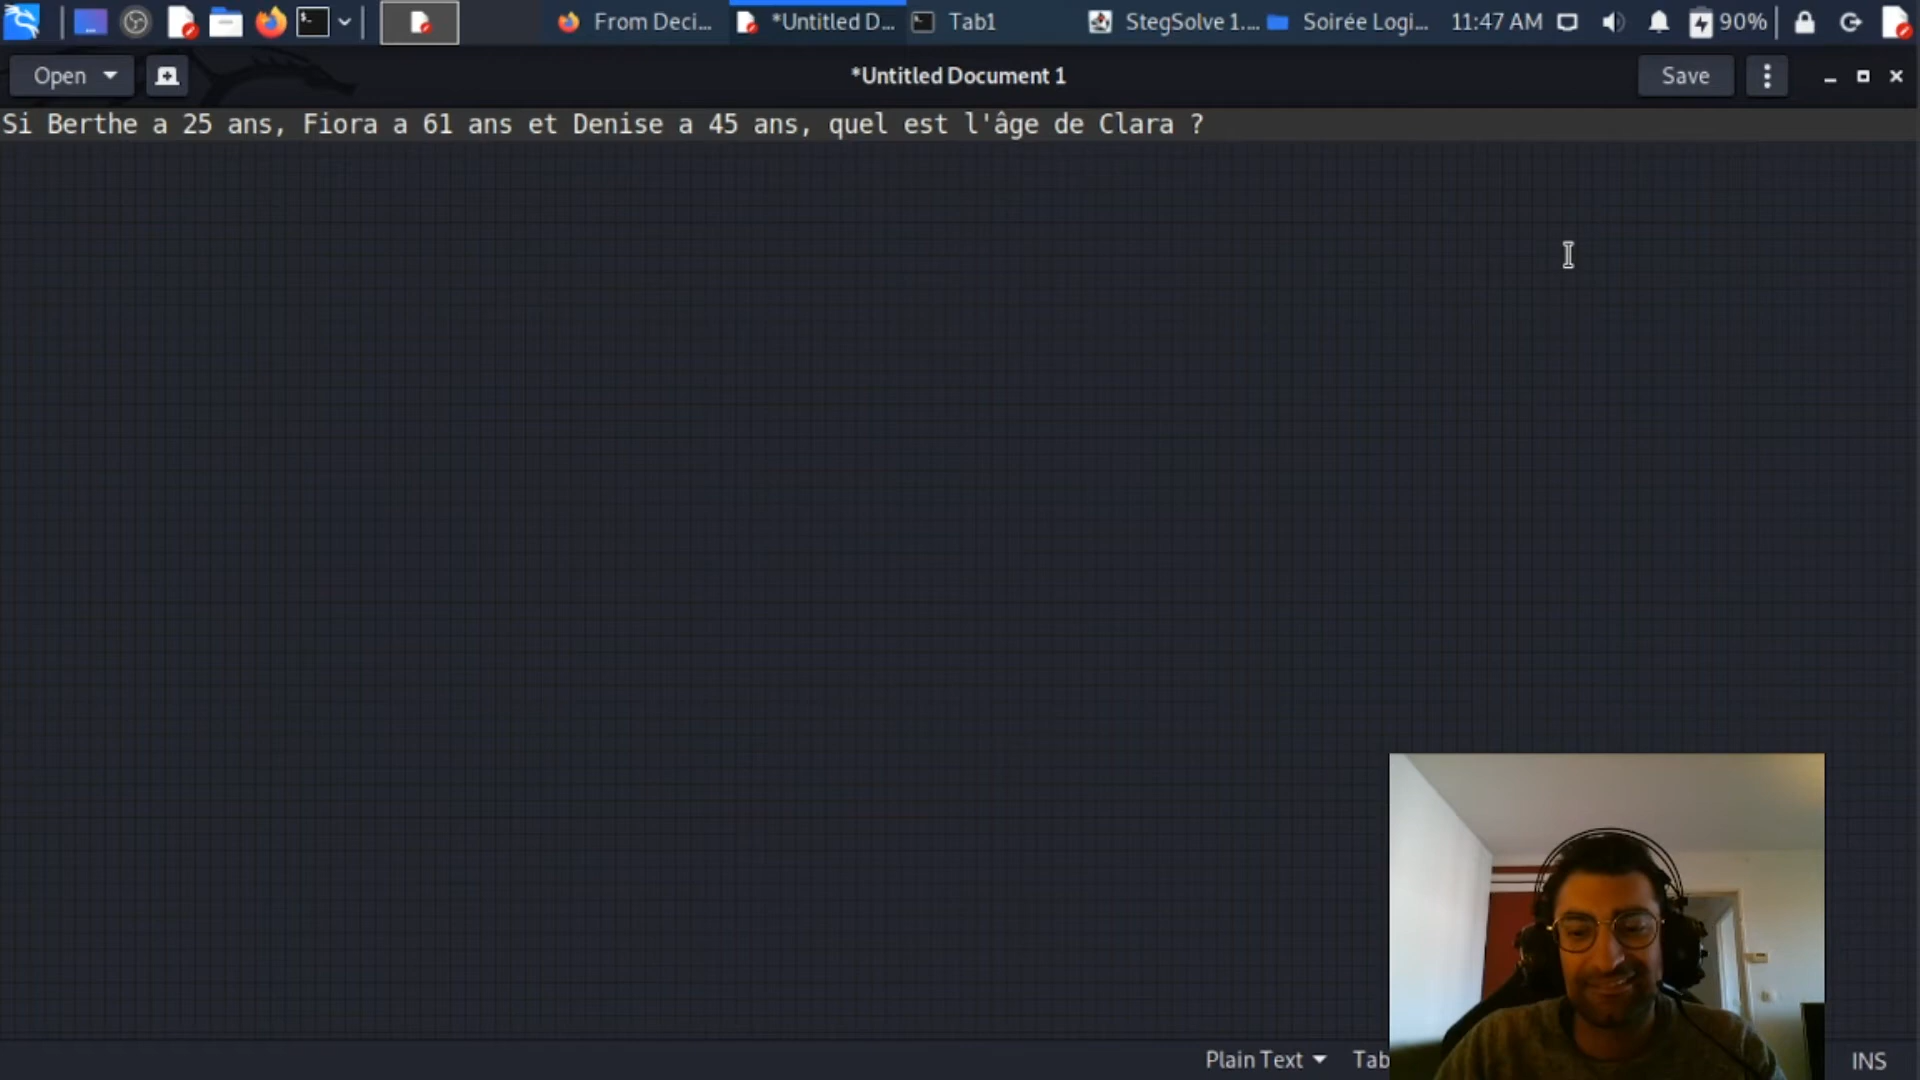 From Deci...
*Untitled D...
Tab1
StegSolve 1....
Soirée Logi...
11:47 AM
90%
Open
*Untitled Document 1
Save
Si Berthe a 25 ans, Fiora a 61 ans et Denise a 45 ans, quel est l'âge de Clara ?
Plain Text
Tab
INS